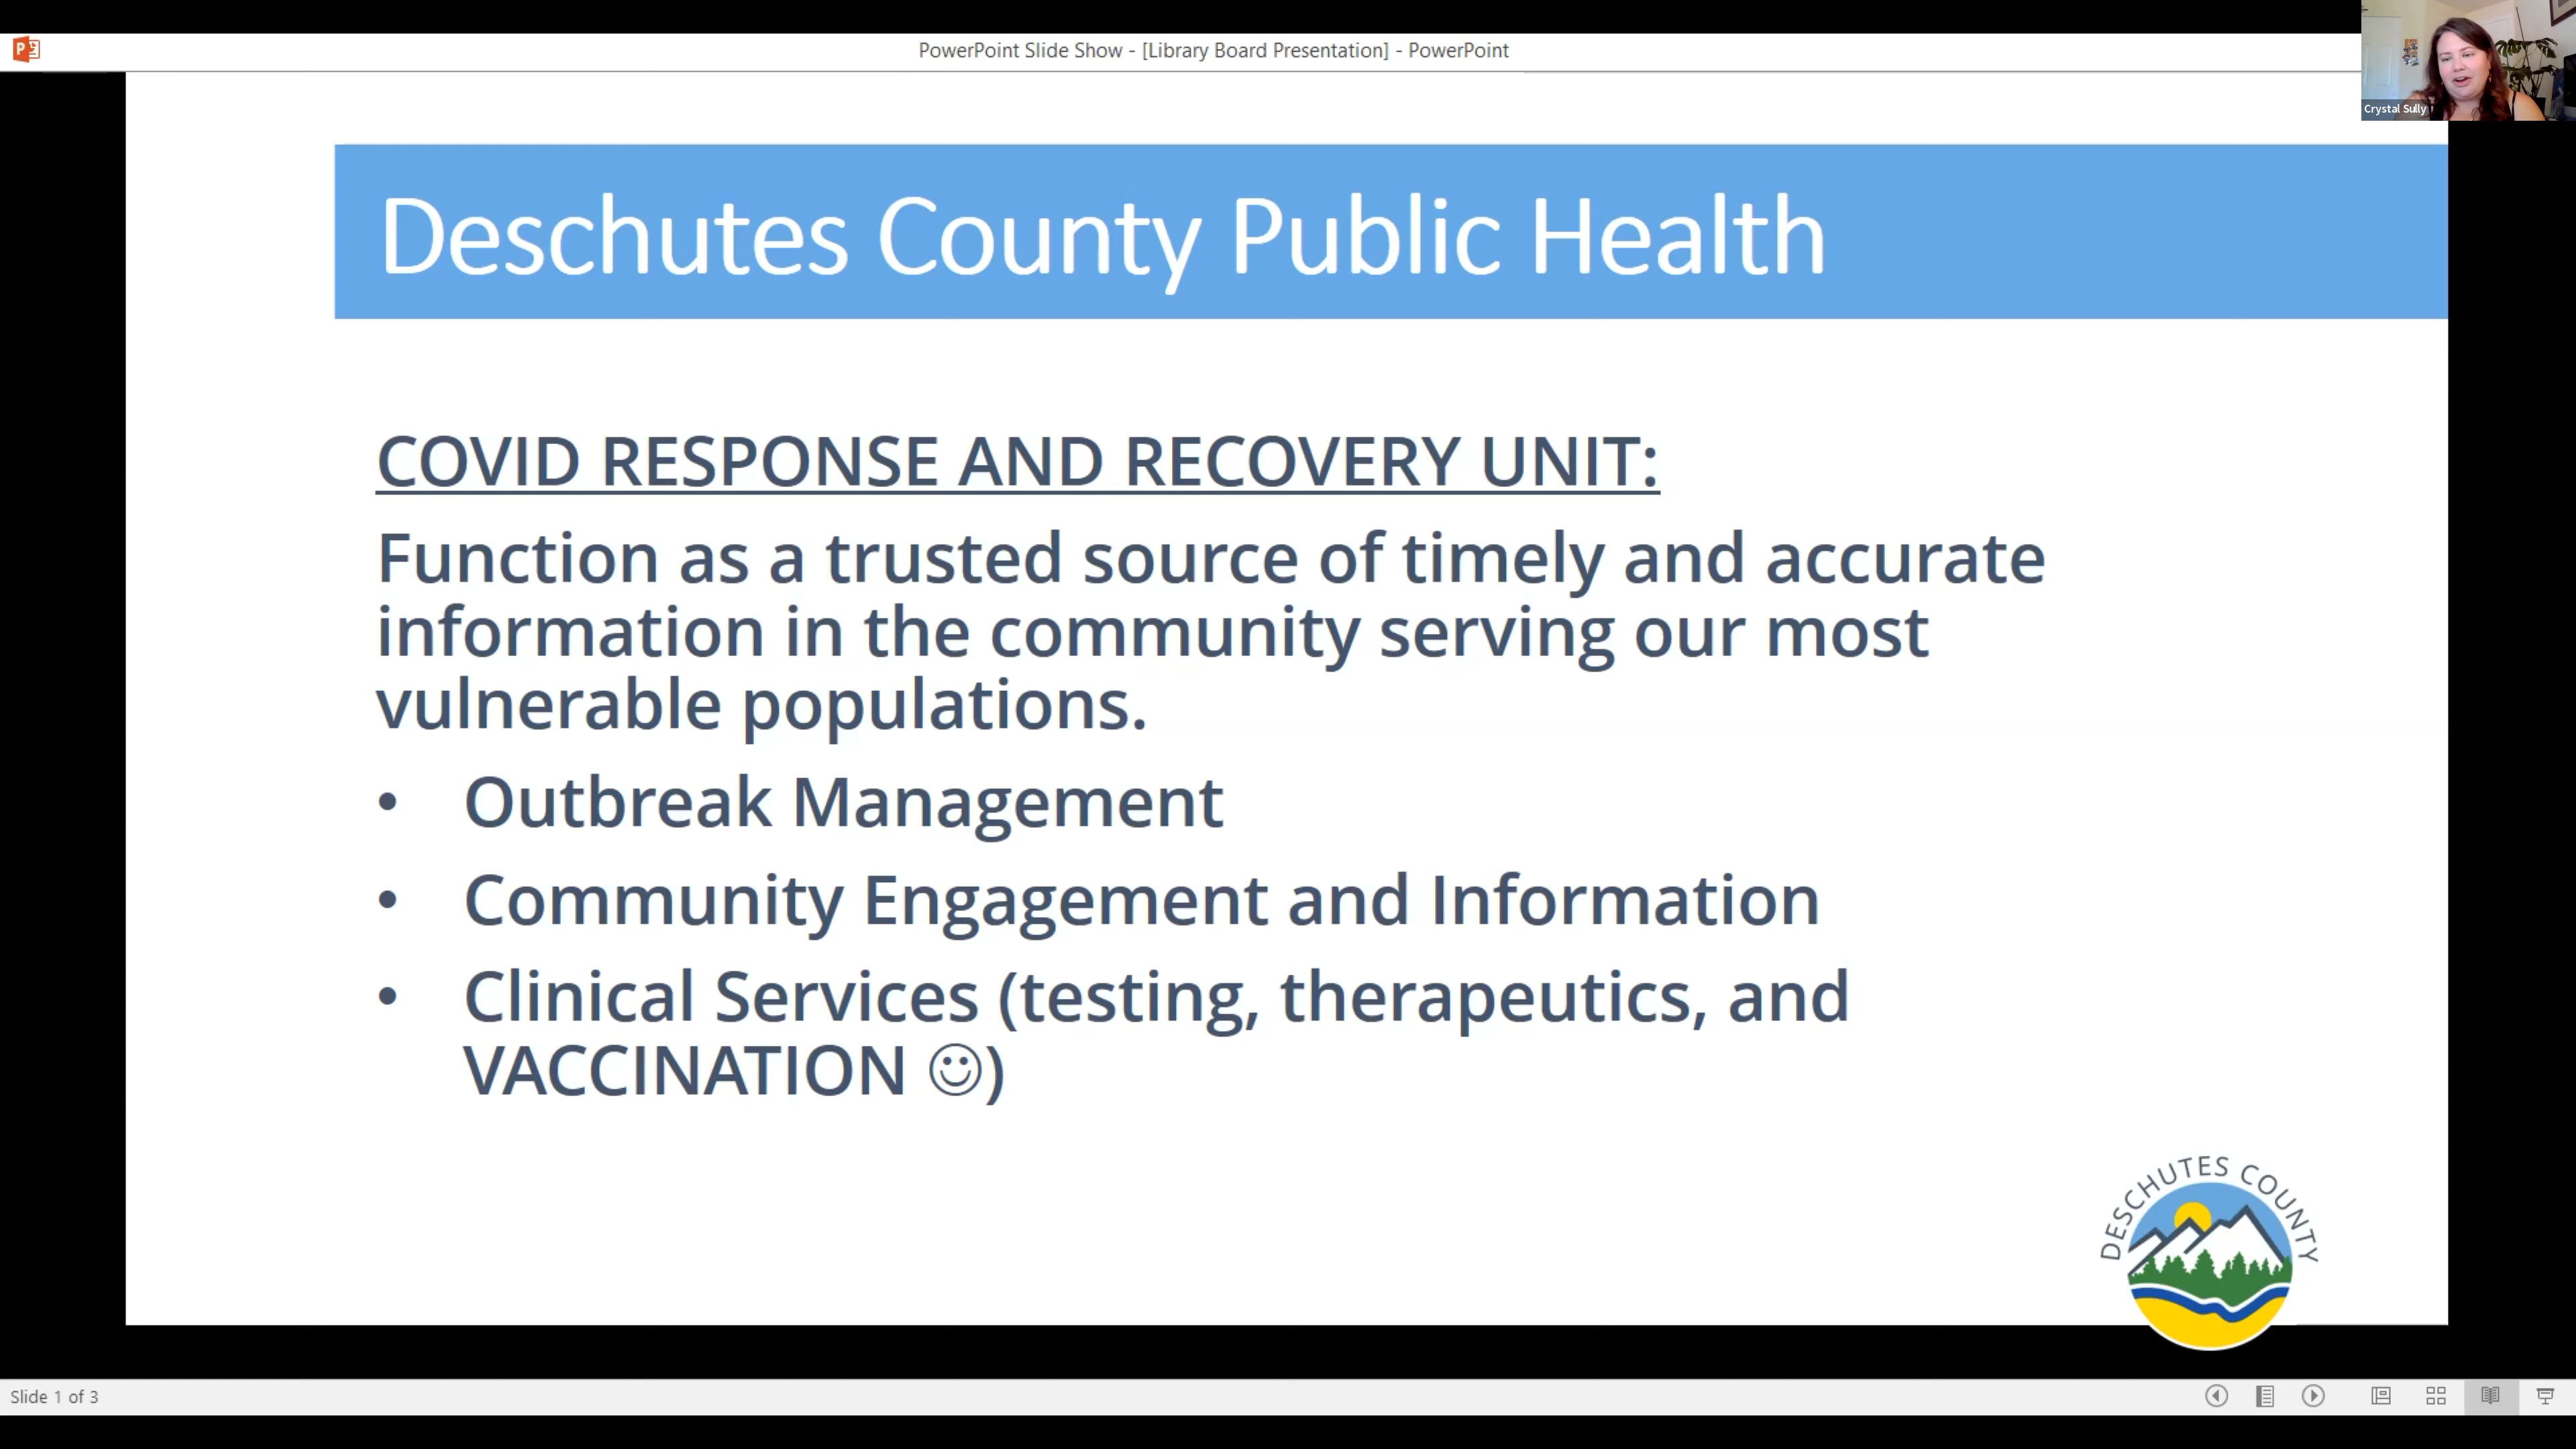 PowerPoint Slide Show - [Library Board Presentation] - PowerPoint
Crystal Sully
Deschutes County Public Health
COVID RESPONSE AND RECOVERY UNIT:
Function as a trusted source of timely and accurate
information in the community serving our most
vulnerable populations.
• Outbreak Management
• Community Engagement and Information
• Clinical Services (testing, therapeutics, and
VACCINATION ☺)
DESCHUTES COUNTY
Slide 1 of 3